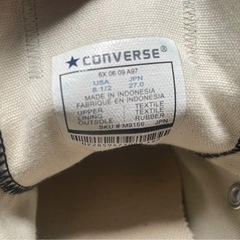 ★ CONVERSE
6X 06 09 A97
USA JPN
8 1/2 27.0
MADE IN INDONESIA
FABRIQUE EN INDONESIE
UPPER TEXTILE
LINING TEXTILE
OUTSOLE RUBBER
SKU # M9166 JPN